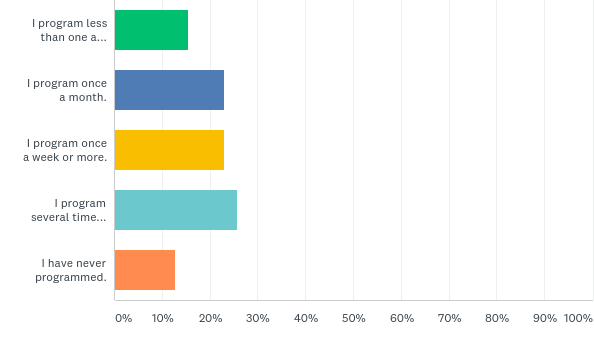 I program less
than one a...
I program once
a month.
I program once
a week or more.
I program
several time...
I have never
programmed.
0% 10% 20% 30% 40% 50% 60% 70% 80% 90% 100%